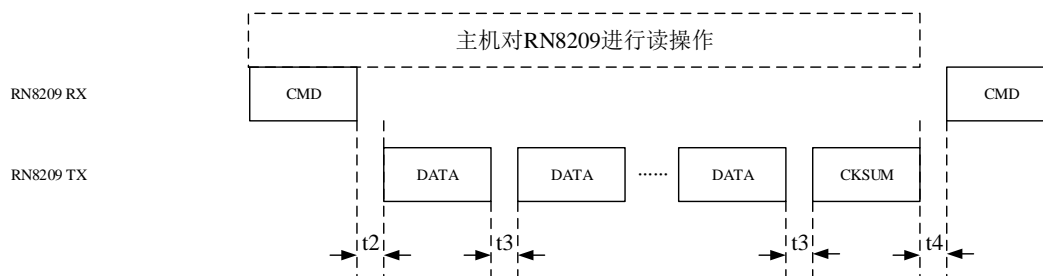 主机对RN8209进行读操作
RN8209 RX
CMD
CMD
RN8209 TX
DATA
DATA
······
DATA
CKSUM
t2
t3
t3
t4